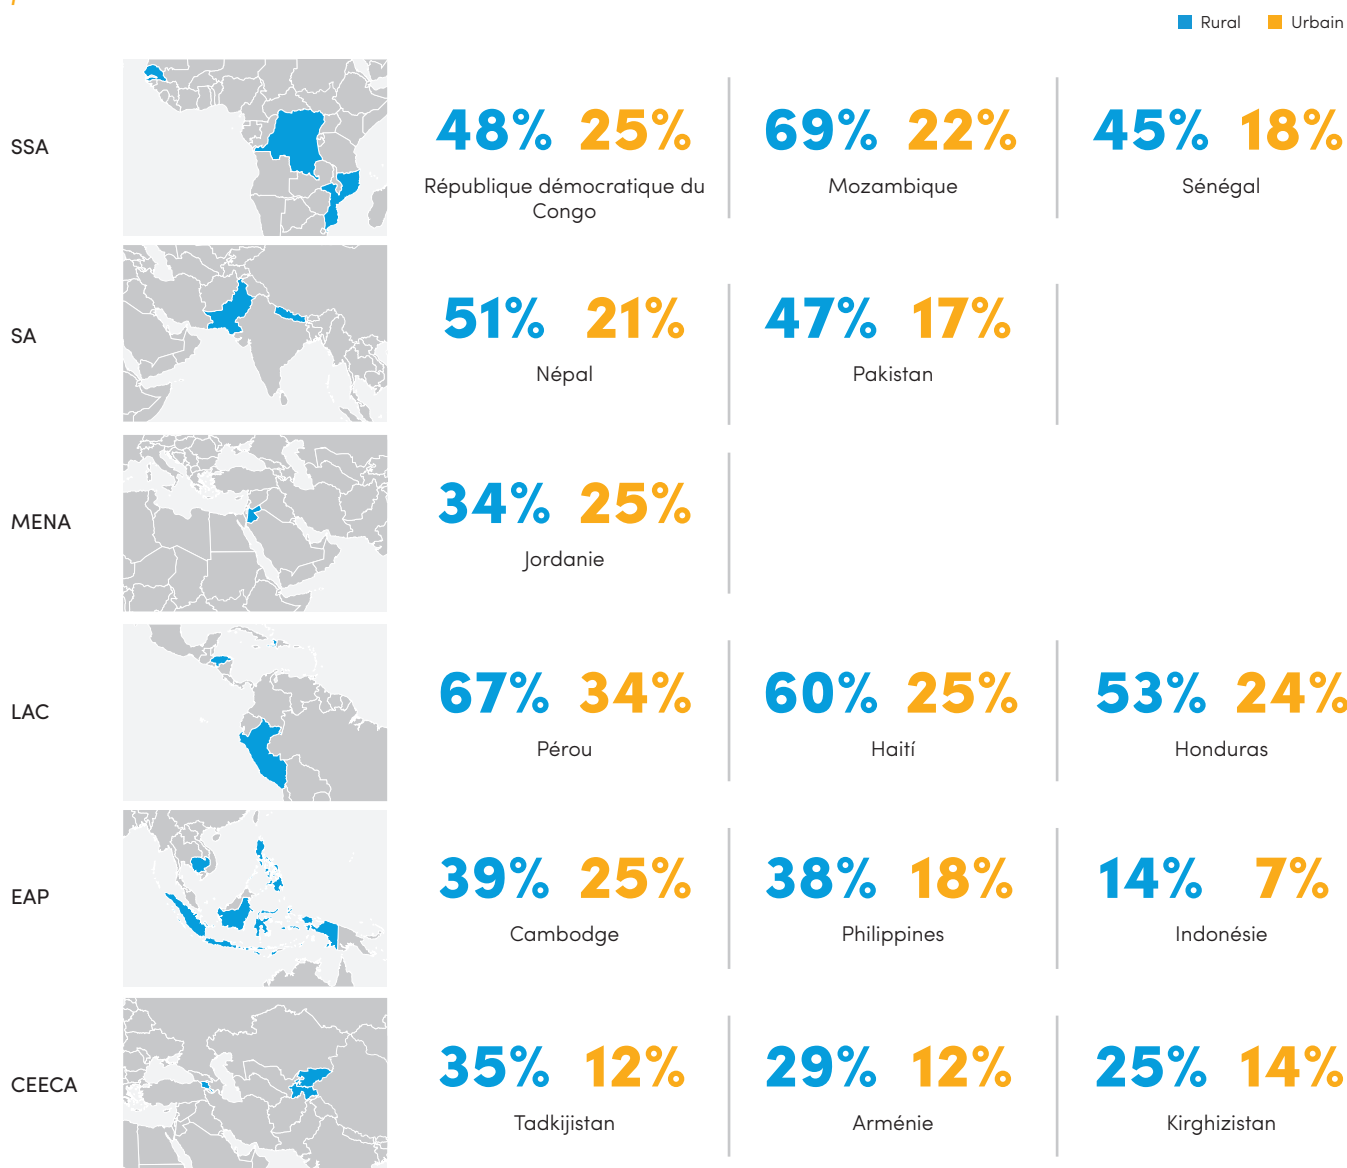 Rural Urbain
SSA
48% 25%
République démocratique du
Congo
69% 22%
Mozambique
45% 18%
Sénégal
SA
51% 21%
Népal
47% 17%
Pakistan
MENA
34% 25%
Jordanie
LAC
67% 34%
Pérou
60% 25%
Haití
53% 24%
Honduras
EAP
39% 25%
Cambodge
38% 18%
Philippines
14% 7%
Indonésie
CEECA
35% 12%
Tadkijistan
29% 12%
Arménie
25% 14%
Kirghizistan